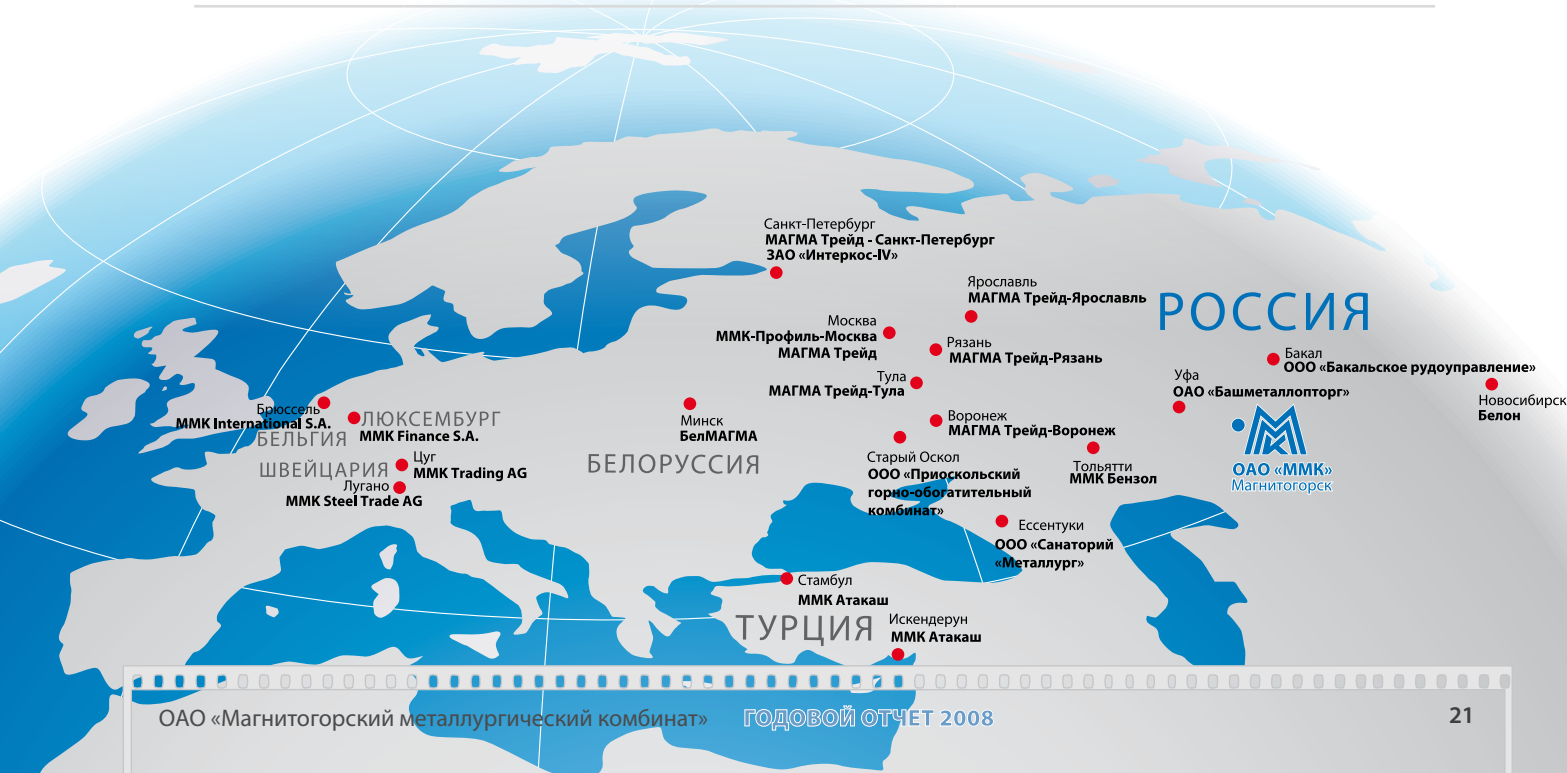 Санкт-Петербург
МАГМА Трейд - Санкт-Петербург
ЗАО «Интеркос-IV»
Ярославль
МАГМА Трейд-Ярославль
РОССИЯ
Москва
ММК-Профиль-Москва
МАГМА Трейд
Рязань
МАГМА Трейд-Рязань
Бакал
ООО «Бакальское рудоуправление»
Тула
МАГМА Трейд-Тула
Уфа
ОАО «Башметаллопторг»
Новосибирск
Белон
Брюссель
MMK International S.A.
БЕЛЬГИЯ
ЛЮКСЕМБУРГ
MMK Finance S.A.
Минск
БелМАГМА
Воронеж
МАГМА Трейд-Воронеж
ШВЕЙЦАРИЯ
Цуг
MMK Trading AG
Лугано
MMK Steel Trade AG
БЕЛОРУССИЯ
Старый Оскол
ООО «Приоскольский
горно-обогатительный
комбинат»
Тольятти
ММК Бензол
ОАО «ММК»
Магнитогорск
Ессентуки
ООО «Санаторий
«Металлург»
Стамбул
ММК Атакаш
ТУРЦИЯ
Искендерун
ММК Атакаш
ОАО «Магнитогорский металлургический комбинат»
ГОДОВОЙ ОТЧЕТ 2008
21